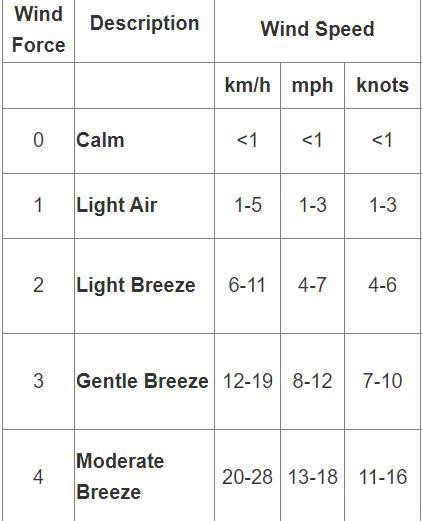 Wind Force Description Wind Speed
km/h mph knots
0 Calm <1 <1 <1
1 Light Air 1-5 1-3 1-3
2 Light Breeze 6-11 4-7 4-6
3 Gentle Breeze 12-19 8-12 7-10
4 Moderate Breeze 20-28 13-18 11-16